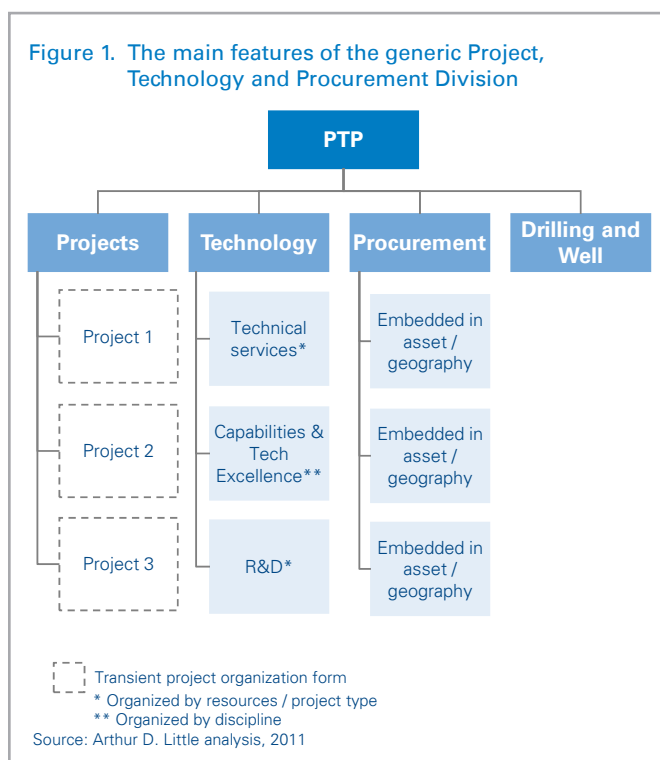 Figure 1. The main features of the generic Project,
Technology and Procurement Division
PTP
Projects
Technology
Procurement
Drilling and
Well
Project 1
Technical
services*
Embedded in
asset /
geography
Project 2
Capabilities &
Tech
Excellence**
Embedded in
asset /
geography
Project 3
R&D*
Embedded in
asset /
geography
Transient project organization form
* Organized by resources / project type
** Organized by discipline
Source: Arthur D. Little analysis, 2011